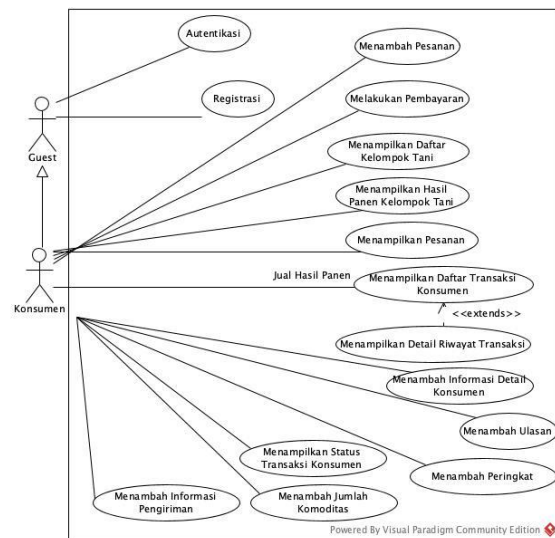 Autentikasi
Menambah Pesanan
Registrasi
Melakukan Pembayaran
Guest
Menampilkan Daftar
Kelompok Tani
Menampilkan Hasil
Panen Kelompok Tani
Menampilkan Pesanan
Konsumen
Jual Hasil Panen
Menampilkan Daftar Transaksi
Konsumen
<<extends>>
Menampilkan Detail Riwayat Transaksi
Menambah Informasi Detail
Konsumen
Menambah Ulasan
Menampilkan Status
Transaksi Konsumen
Menambah Peringkat
Menambah Informasi
Pengiriman
Menambah Jumlah
Komoditas
Powered By Visual Paradigm Community Edition